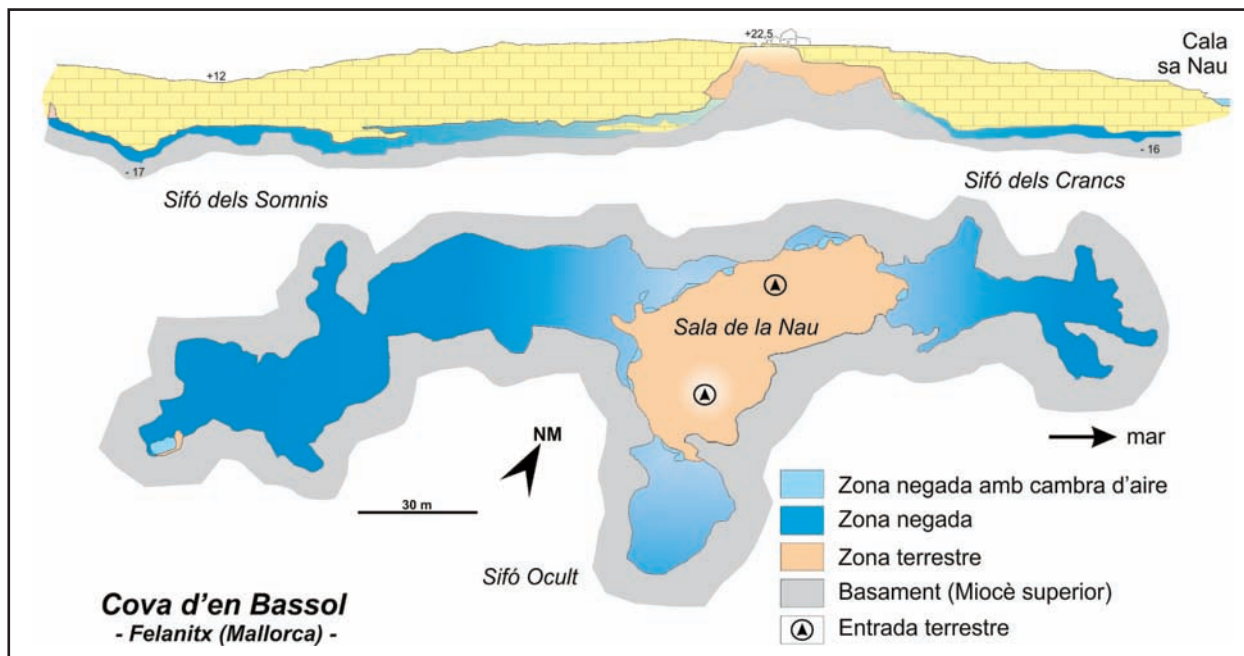 +22,5
Cala
sa Nau
+12
- 17
- 16
Sifó dels Somnis
Sifó dels Crancs
Sala de la Nau
NM
mar
30 m
Sifó Ocult
Zona negada amb cambra d'aire
Zona negada
Zona terrestre
Basament (Miocè superior)
Entrada terrestre
Cova d'en Bassol
- Felanitx (Mallorca) -